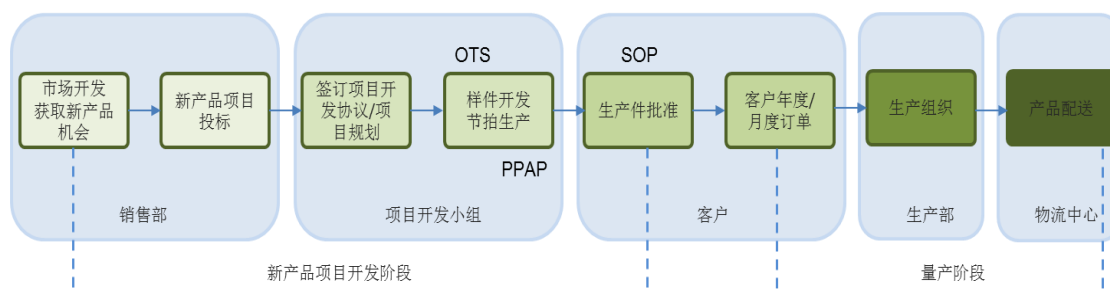 OTS
SOP
市场开发
获取新产品
机会
新产品项目
投标
签订项目开
发协议/项
目规划
样件开发
节拍生产
生产件批准
客户年度/
月度订单
生产组织
产品配送
PPAP
销售部
项目开发小组
客户
生产部
物流中心
新产品项目开发阶段
量产阶段